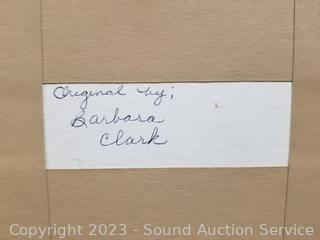 Original by;
Barbara
Clark
Copyright © 2023 - Sound Auction Service